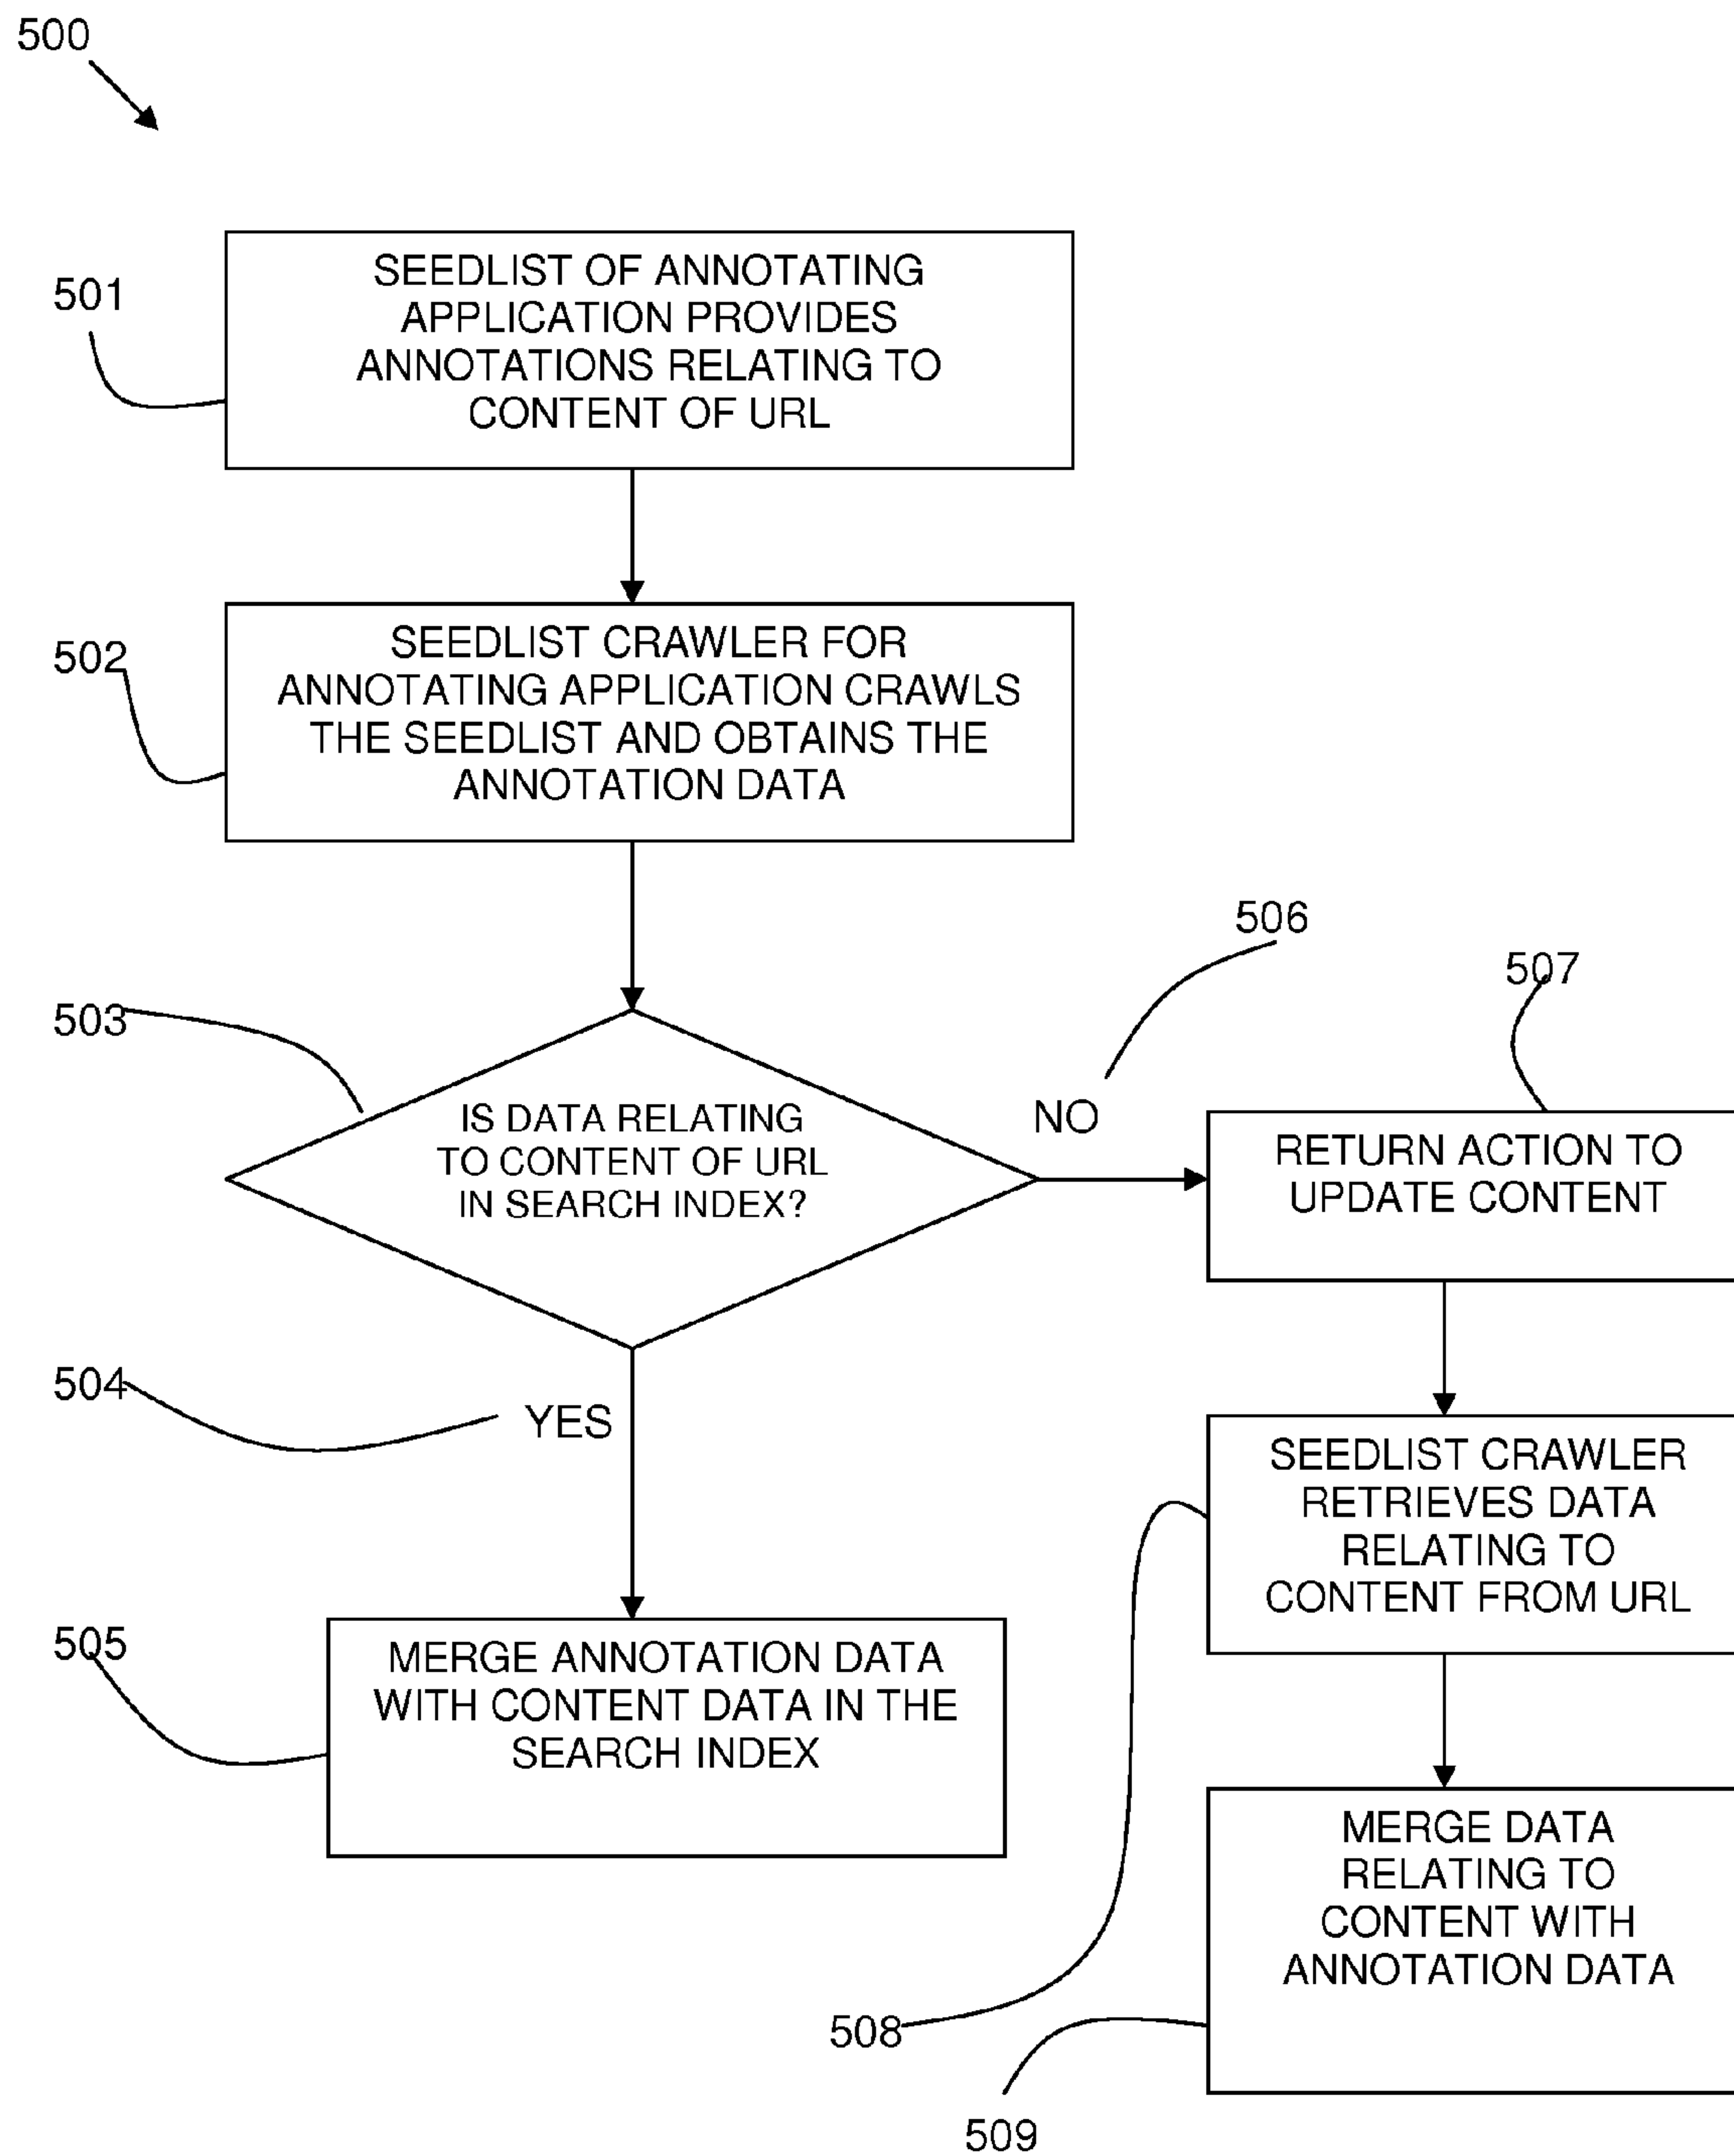 500
501
SEEDLIST OF ANNOTATING
APPLICATION PROVIDES
ANNOTATIONS RELATING TO
CONTENT OF URL
502
SEEDLIST CRAWLER FOR
ANNOTATING APPLICATION CRAWLS
THE SEEDLIST AND OBTAINS THE
ANNOTATION DATA
503
IS DATA RELATING
TO CONTENT OF URL
IN SEARCH INDEX?
506
NO
507
RETURN ACTION TO
UPDATE CONTENT
504
YES
505
MERGE ANNOTATION DATA
WITH CONTENT DATA IN THE
SEARCH INDEX
SEEDLIST CRAWLER
RETRIEVES DATA
RELATING TO
CONTENT FROM URL
508
MERGE DATA
RELATING TO
CONTENT WITH
ANNOTATION DATA
509